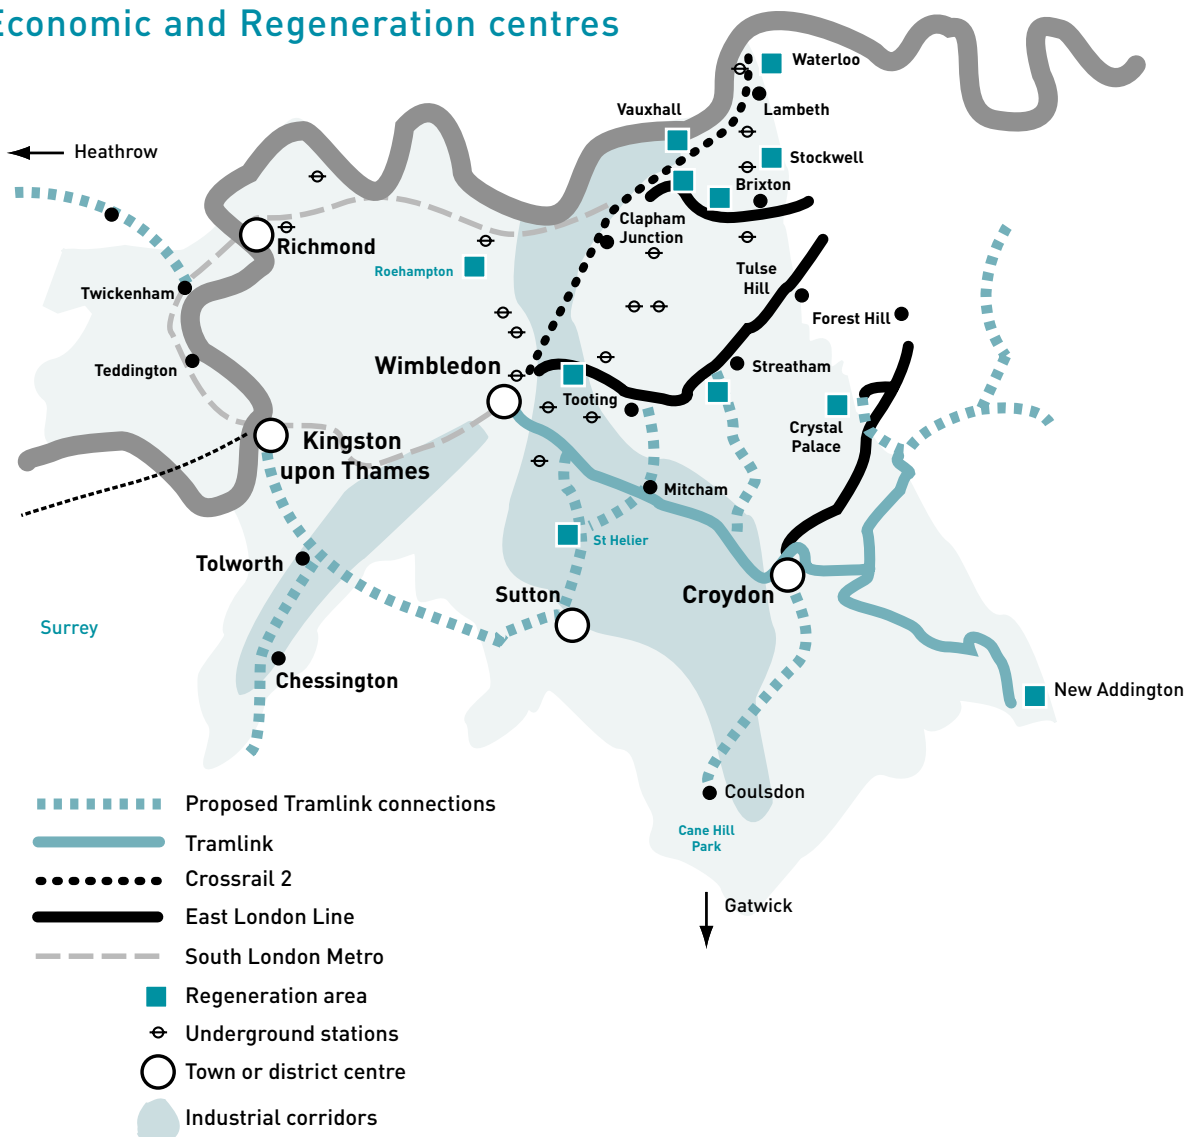 Economic and Regeneration centres
Waterloo
Lambeth
Vauxhall
Heathrow
Stockwell
Brixton
Clapham
Junction
Richmond
Roehampton
Tulse
Hill
Twickenham
Forest Hill
Teddington
Wimbledon
Streatham
Tooting
Crystal
Palace
Kingston
upon Thames
Mitcham
St Helier
Tolworth
Sutton
Croydon
Surrey
Chessington
New Addington
Coulsdon
Cane Hill
Park
Gatwick
Proposed Tramlink connections
Tramlink
Crossrail 2
East London Line
South London Metro
Regeneration area
Underground stations
Town or district centre
Industrial corridors